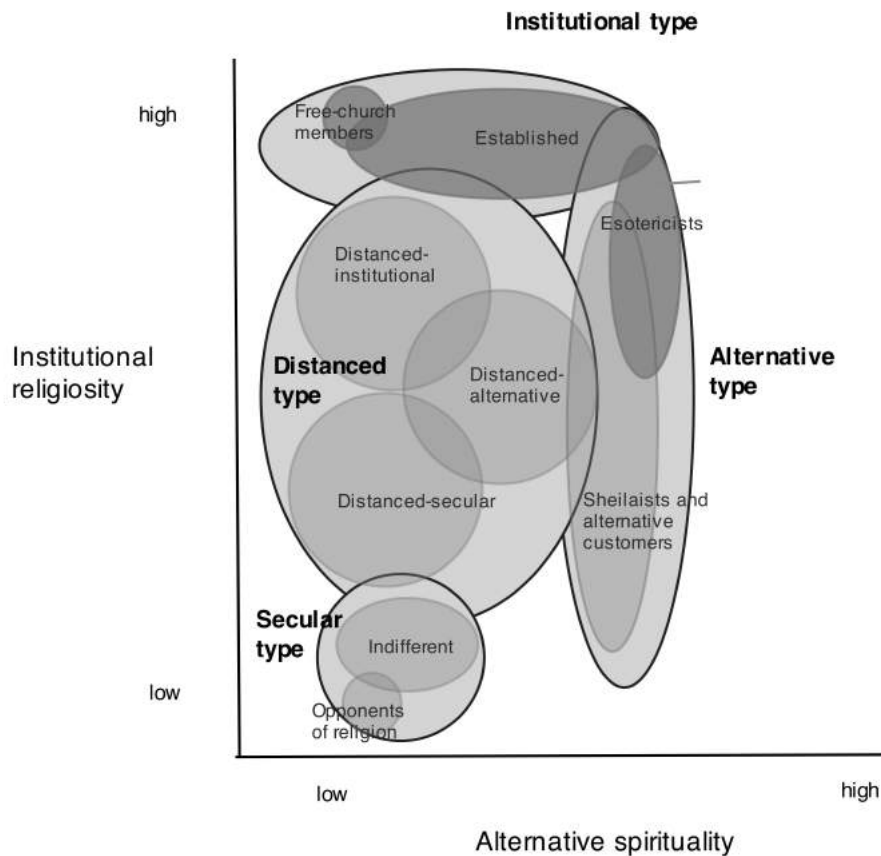 Institutional type
high
Free-church
members
Established
Esotericists
Distanced-
institutional
Institutional
religiosity
Distanced
type
Distanced-
alternative
Alternative
type
Distanced-secular
Sheilaists and
alternative
customers
Secular
type
Indifferent
low
Opponents
of religion
low
high
Alternative spirituality